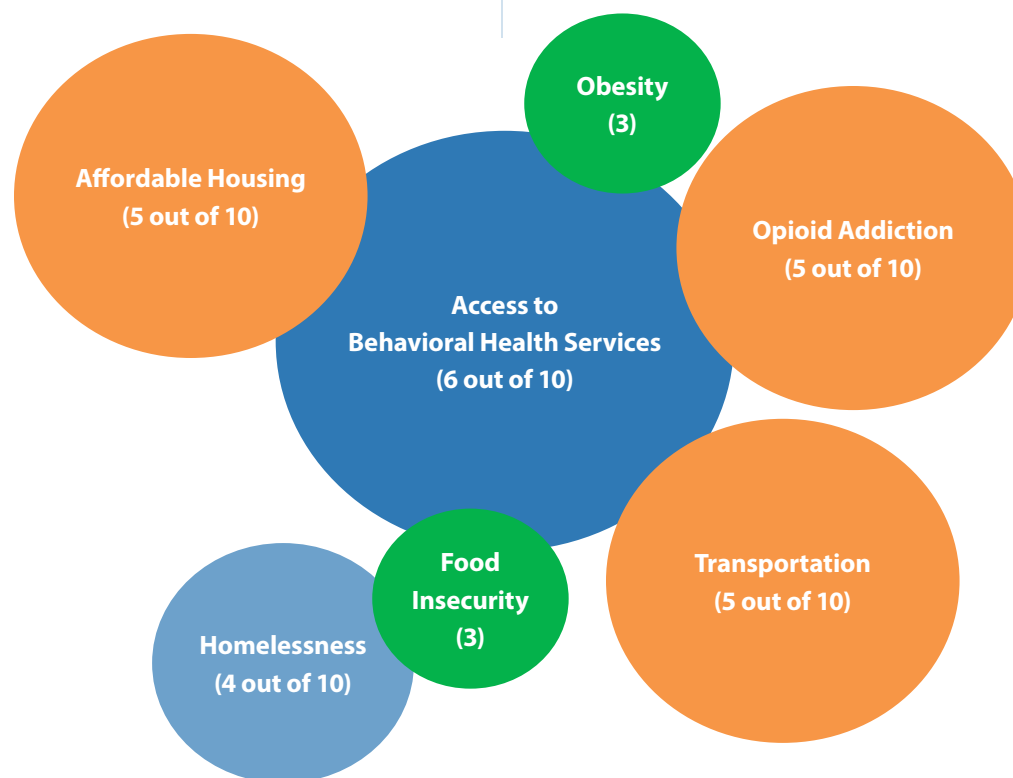 Obesity
(3)
Affordable Housing
(5 out of 10)
Opioid Addiction
(5 out of 10)
Access to
Behavioral Health Services
(6 out of 10)
Food
Insecurity
(3)
Transportation
(5 out of 10)
Homelessness
(4 out of 10)